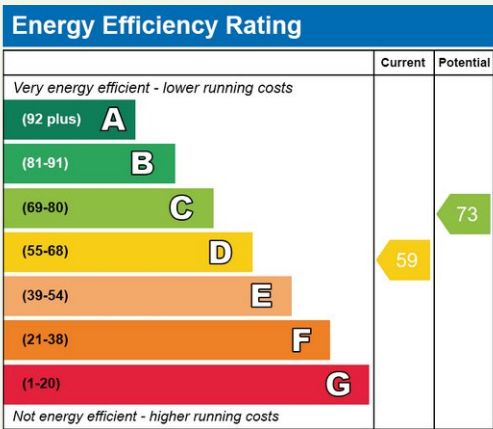 Energy Efficiency Rating
Current Potential
Very energy efficient - lower running costs
(92 plus) A
(81-91) B
(69-80) C
73
(55-68) D
59
(39-54) E
(21-38) F
(1-20) G
Not energy efficient - higher running costs